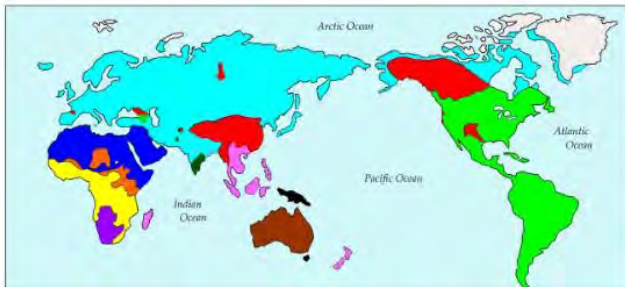 Arctic Ocean
Atlantic
Ocean
Pacific Ocean
Indian
Ocean